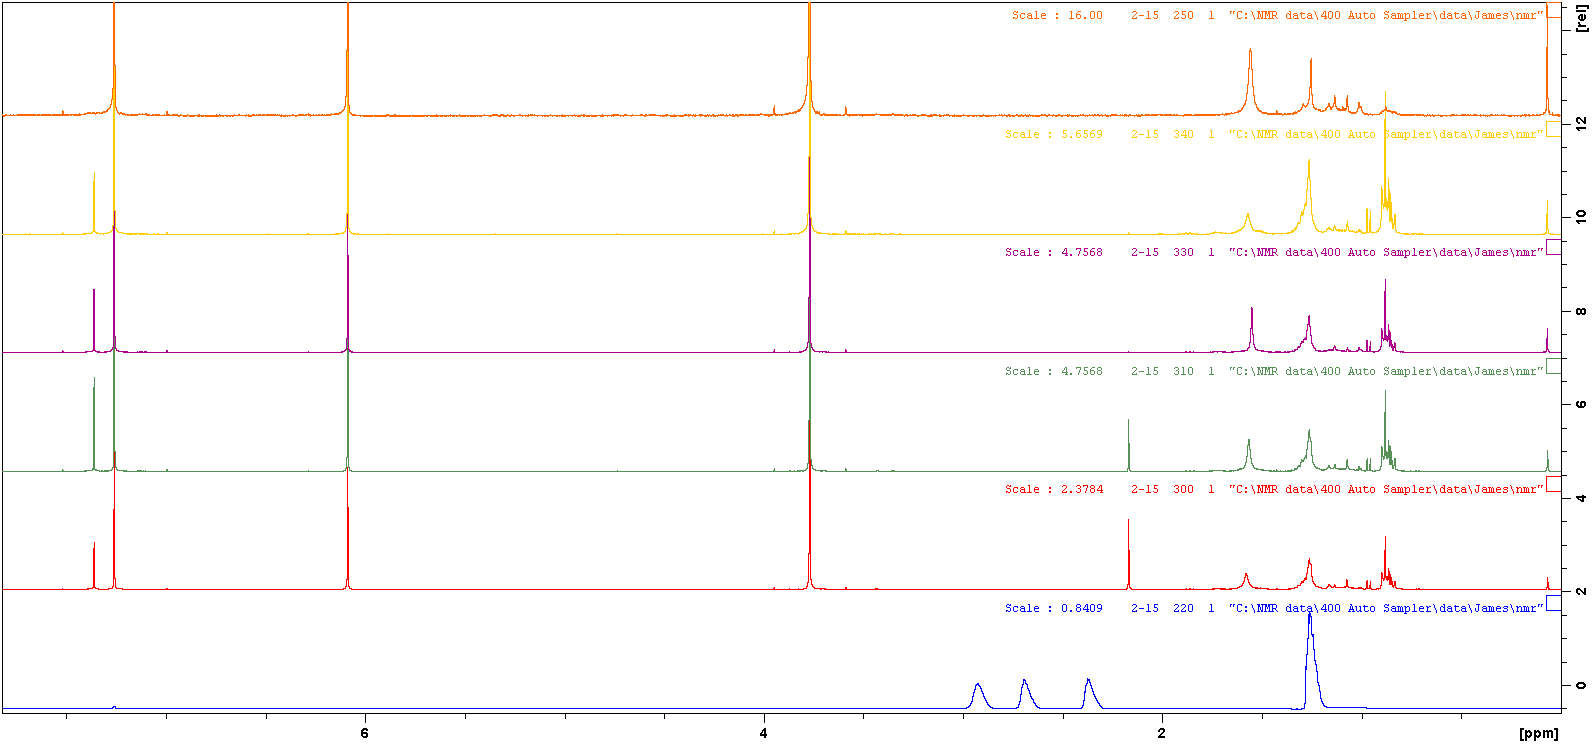 Scale : 16.00 2-15 250 1 "C:\NMR data\400 Auto Sampler\data\James\nmr"
[rel]
Scale : 5.6569 2-15 340 1 "C:\NMR data\400 Auto Sampler\data\James\nmr"
12
10
Scale : 4.7568 2-15 330 1 "C:\NMR data\400 Auto Sampler\data\James\nmr"
8
Scale : 4.7568 2-15 310 1 "C:\NMR data\400 Auto Sampler\data\James\nmr"
6
Scale : 2.3784 2-15 300 1 "C:\NMR data\400 Auto Sampler\data\James\nmr"
4
2
Scale : 0.8409 2-15 220 1 "C:\NMR data\400 Auto Sampler\data\James\nmr"
0
6 4 2 [ppm]